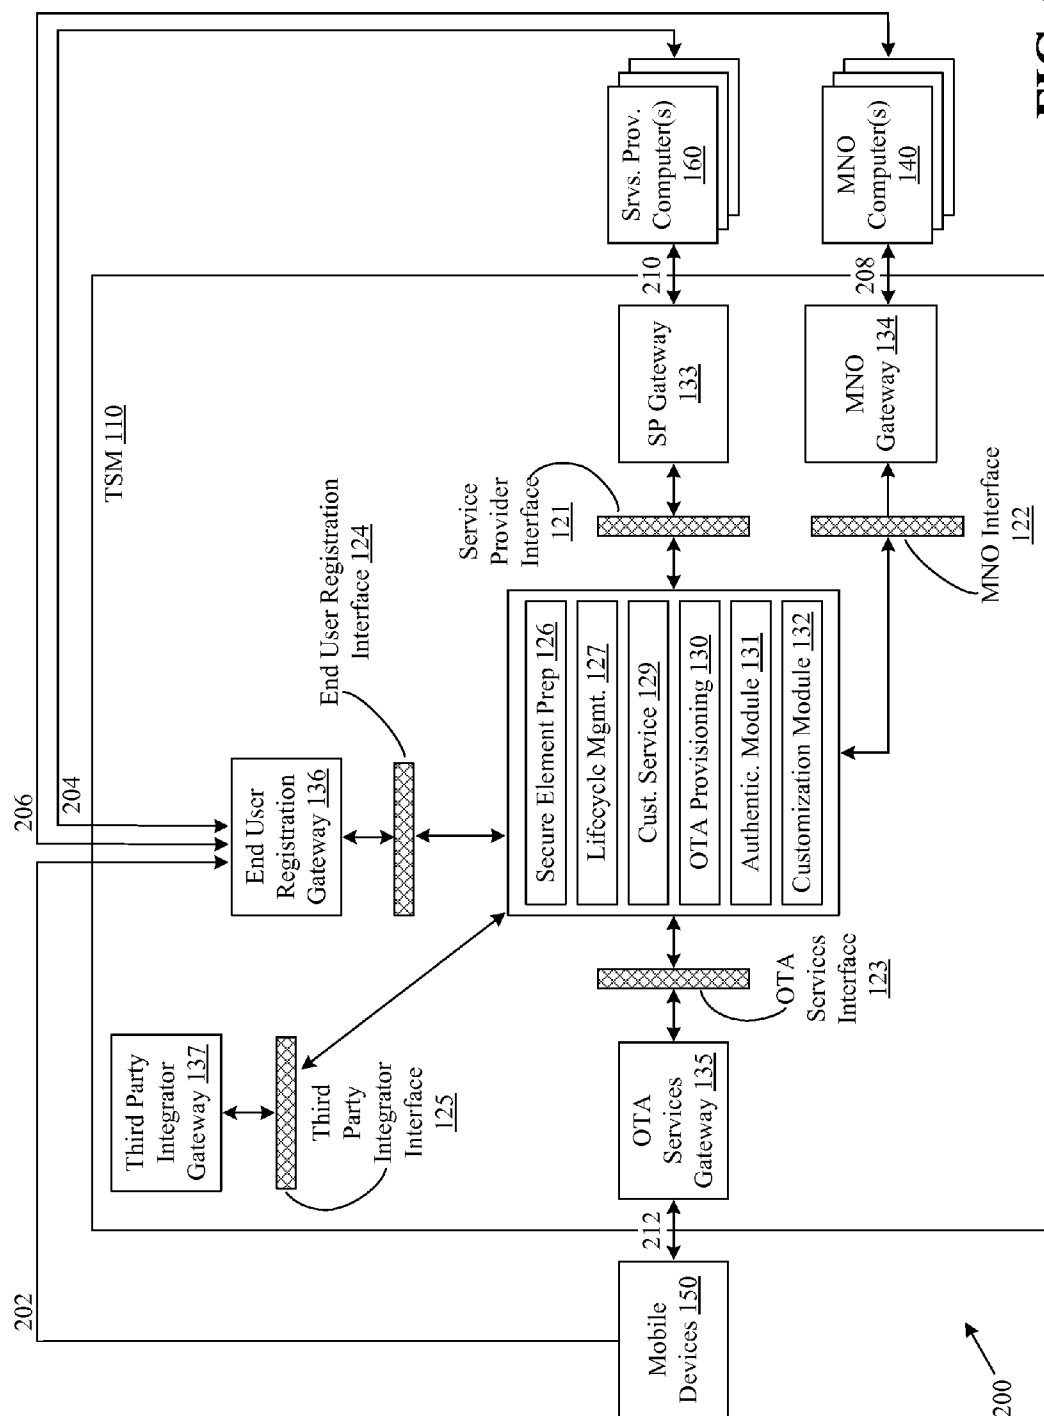 202
206
204
TSM 110
Third Party
Integrator
Gateway 137
Third
Party
Integrator
Interface
125
End User
Registration
Gateway 136
End User Registration
Interface 124
Mobile
Devices 150
212
OTA
Services
Gateway 135
OTA
Services
Interface
123
Secure Element Prep 126
Lifecycle Mgmt. 127
Cust. Service 129
OTA Provisioning 130
Authentic. Module 131
Customization Module 132
Service
Provider
Interface
121
SP Gateway
133
210
Srvs. Prov.
Computer(s)
160
MNO Interface
122
MNO
Gateway 134
208
MNO
Computer(s)
140
200
FIG.